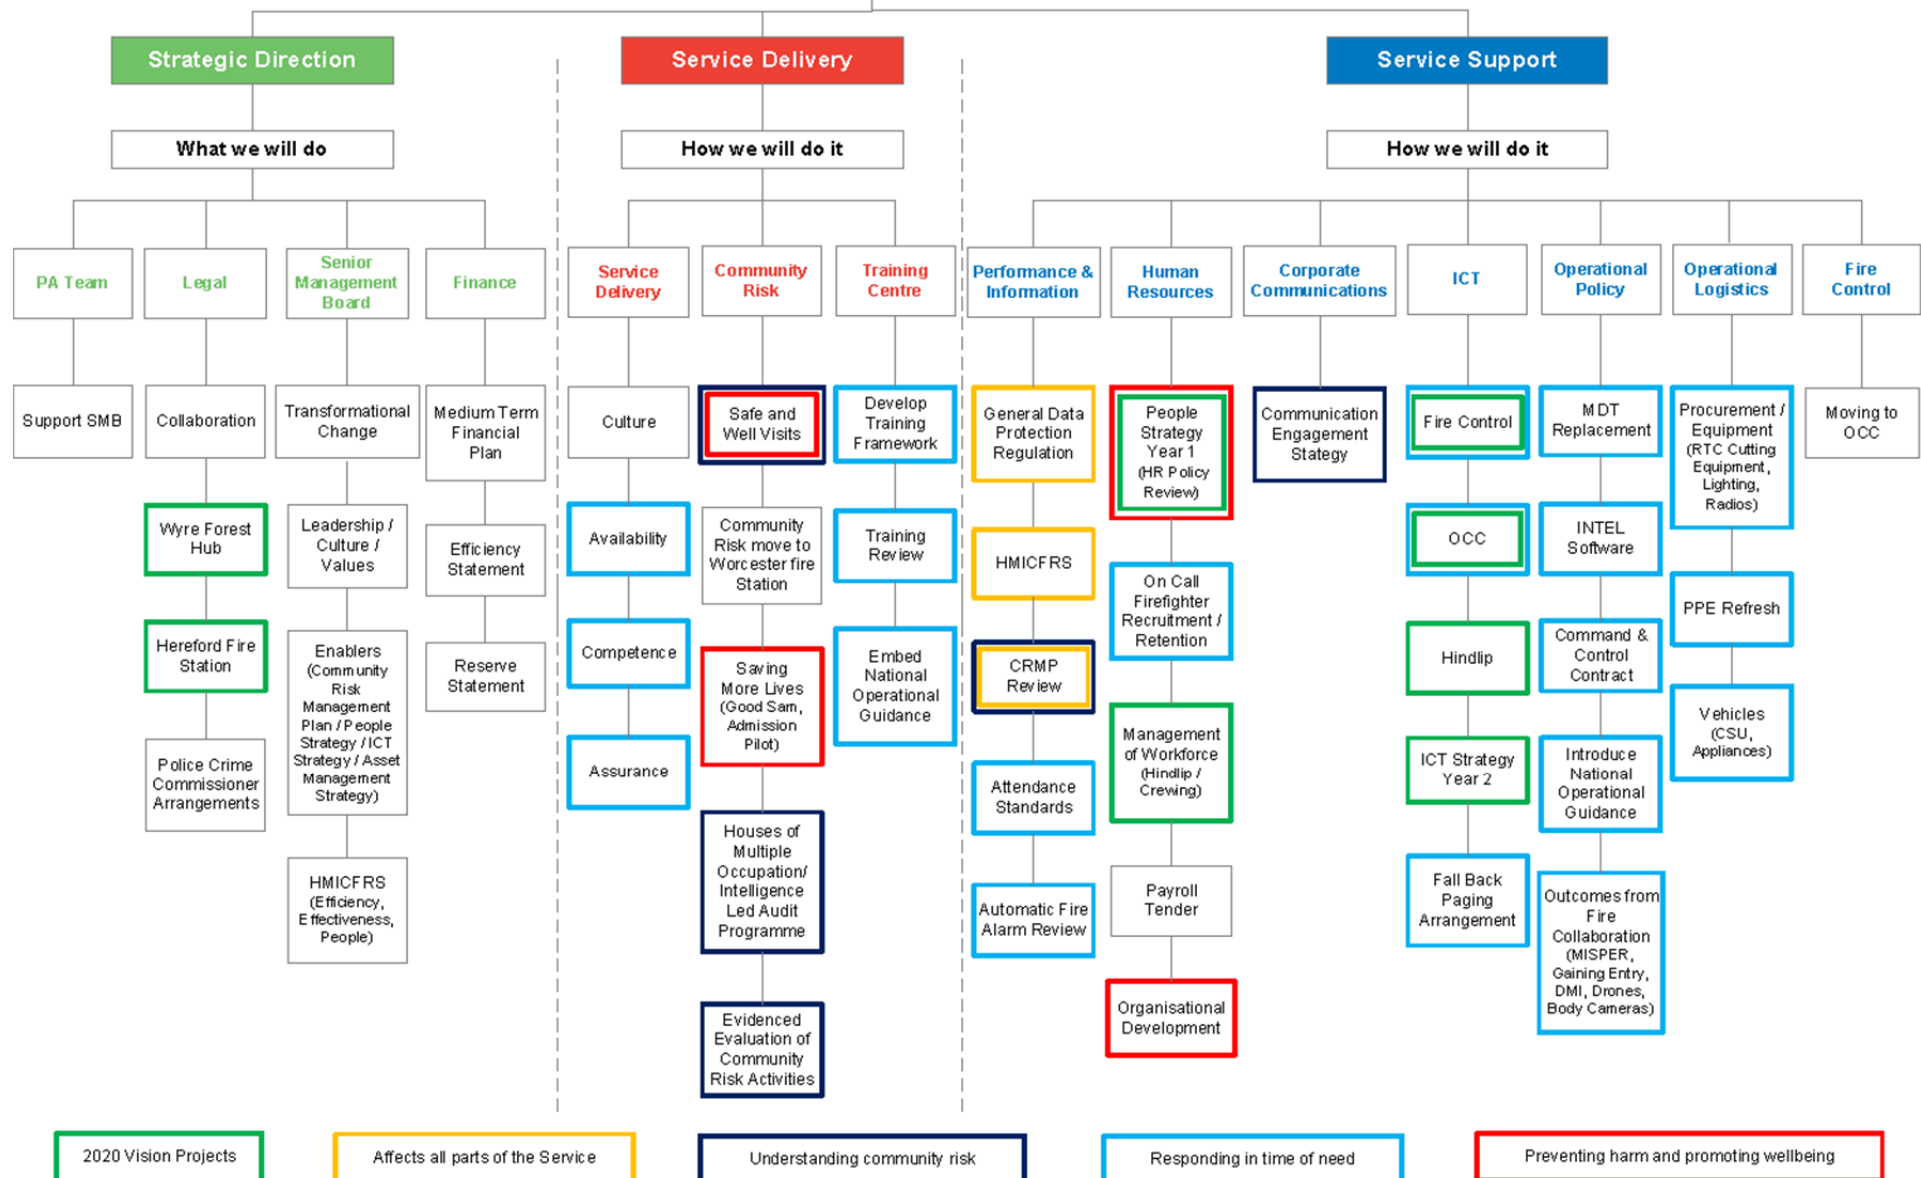 Strategic Direction
Service Delivery
Service Support
What we will do
How we will do it
How we will do it
PA Team
Legal
Senior
Management
Board
Finance
Service
Delivery
Community
Risk
Training
Centre
Performance &
Information
Human
Resources
Corporate
Communications
ICT
Operational
Policy
Operational
Logistics
Fire
Control
Support SMB
Collaboration
Wyre Forest
Hub
Hereford Fire
Station
Police Crime
Commissioner
Arrangements
Transformational
Change
Leadership /
Culture /
Values
Enablers
(Community
Risk
Management
Plan / People
Strategy / ICT
Strategy / Asset
Management
Strategy)
HMICFRS
(Efficiency,
Effectiveness,
People)
Medium Term
Financial
Plan
Efficiency
Statement
Reserve
Statement
Culture
Availability
Competence
Assurance
Safe and
Well Visits
Community
Risk move to
Worcester fire
Station
Saving
More Lives
(Good Sam,
Admission
Pilot)
Houses of
Multiple
Occupation/
Intelligence
Led Audit
Programme
Evidenced
Evaluation of
Community
Risk Activities
Develop
Training
Framework
Training
Review
Embed
National
Operational
Guidance
General Data
Protection
Regulation
HMICFRS
CRMP
Review
Attendance
Standards
Automatic Fire
Alarm Review
People
Strategy
Year 1
(HR Policy
Review)
On Call
Firefighter
Recruitment /
Retention
Management
of Workforce
(Hindlip /
Crewing)
Payroll
Tender
Organisational
Development
Communication
Engagement
Stategy
Fire Control
OCC
Hindlip
ICT Strategy
Year 2
Fall Back
Paging
Arrangement
MDT
Replacement
INTEL
Software
Command &
Control
Contract
Introduce
National
Operational
Guidance
Outcomes from
Fire
Collaboration
(MISPER,
Gaining Entry,
DMI, Drones,
Body Cameras)
Procurement /
Equipment
(RTC Cutting
Equipment,
Lighting,
Radios)
PPE Refresh
Vehicles
(CSU,
Appliances)
Moving to
OCC
2020 Vision Projects
Affects all parts of the Service
Understanding community risk
Responding in time of need
Preventing harm and promoting wellbeing